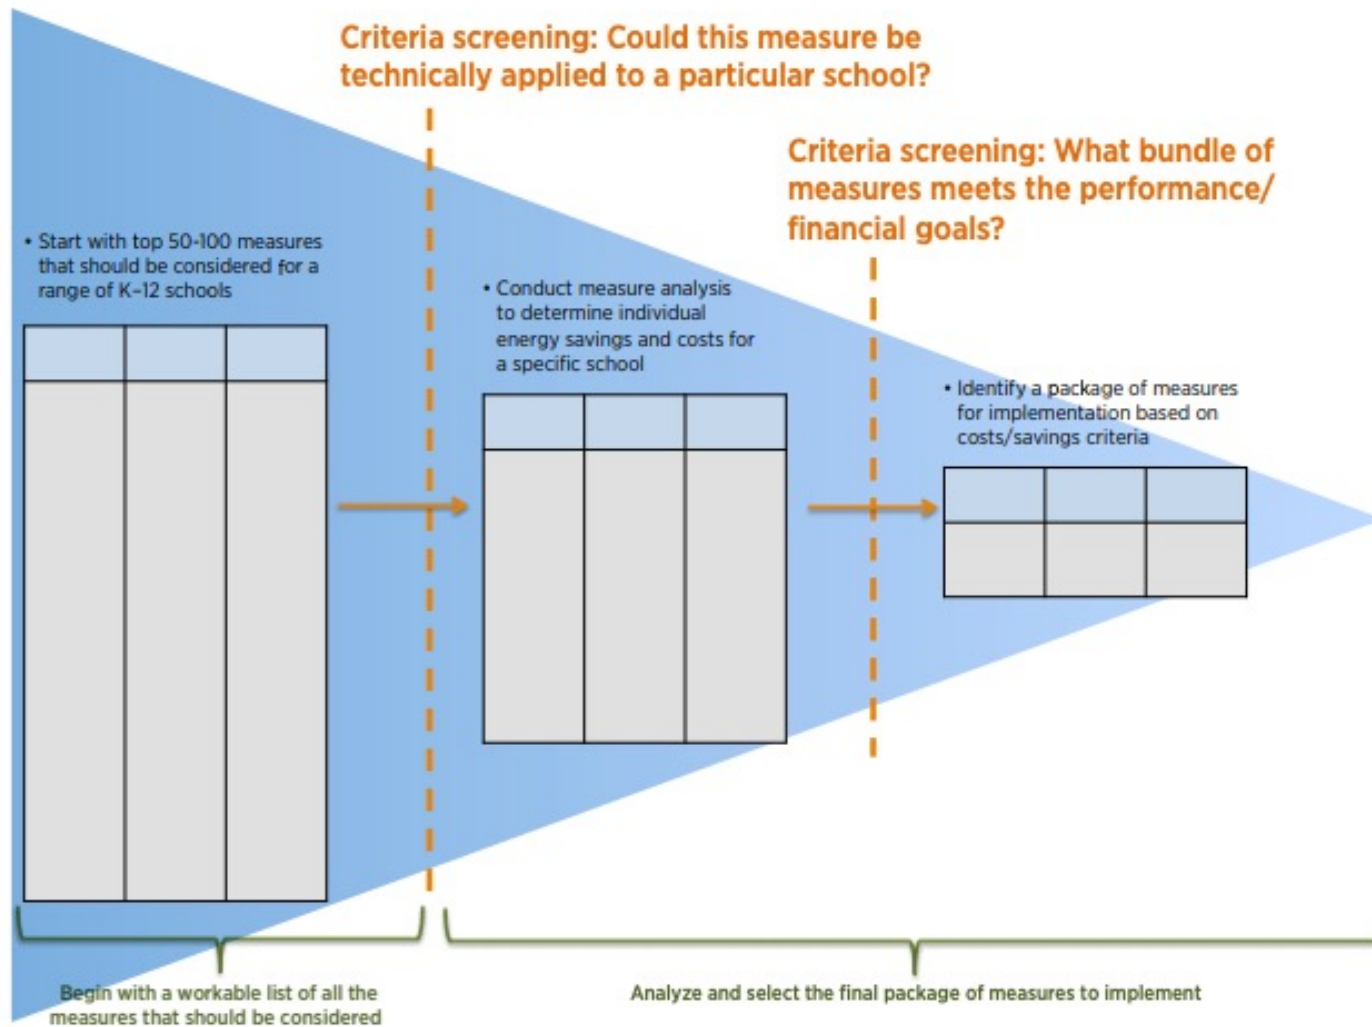 Criteria screening: Could this measure be
technically applied to a particular school?
Criteria screening: What bundle of
measures meets the performance/
financial goals?
• Start with top 50-100 measures
that should be considered for a
range of K–12 schools
• Conduct measure analysis
to determine individual
energy savings and costs for
a specific school
• Identify a package of measures
for implementation based on
costs/savings criteria
Begin with a workable list of all the
measures that should be considered
Analyze and select the final package of measures to implement